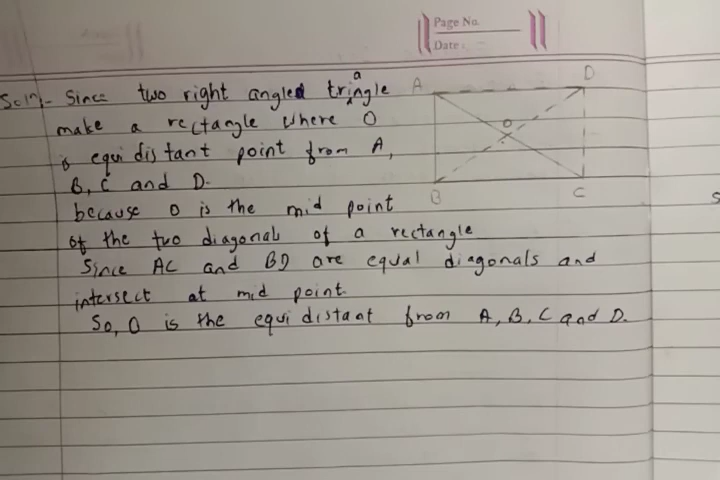 Page No.
Date:
Soln:- Since two right angled triangle
make a rectangle where O
is equidistant point from A,
B, C and D.
because O is the mid point
of the two diagonal of a rectangle
Since AC and BD are equal diagonals and
intersect at mid point.
So, O is the equidistant from A, B, C and D.
A D
O
B C